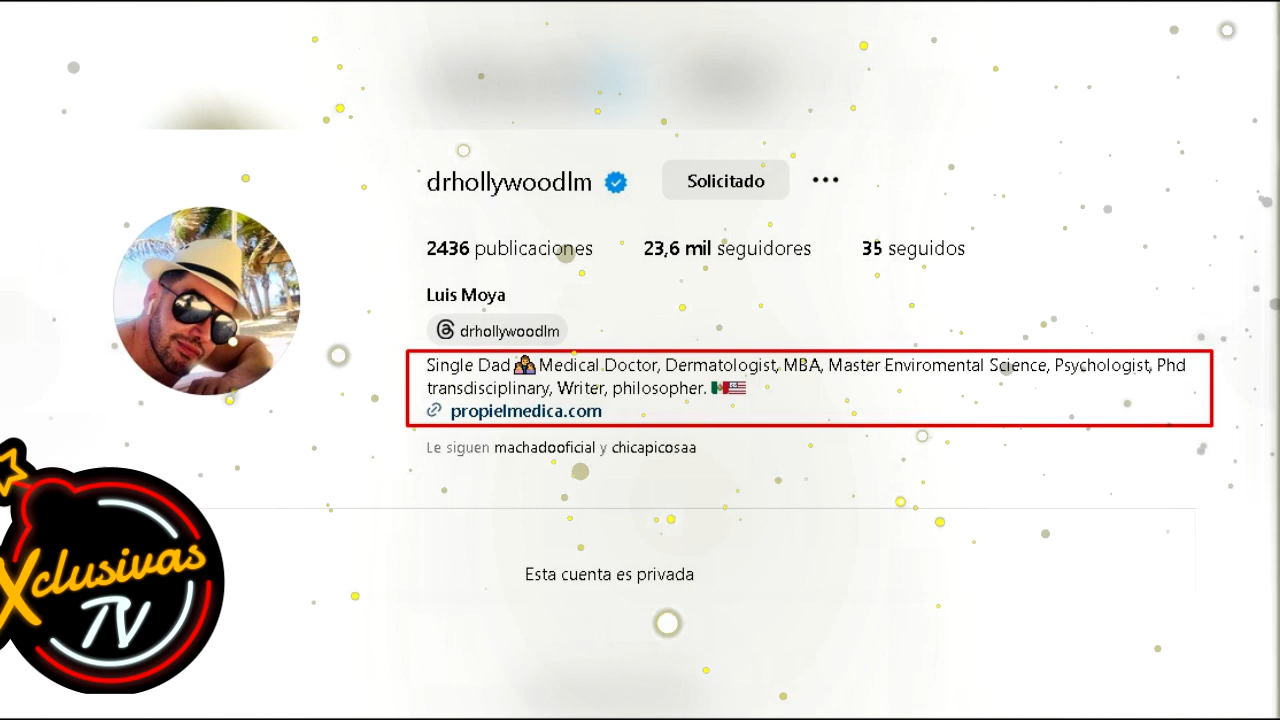 drhollywoodlm
Solicitado
2436 publicaciones 23,6 mil seguidores 35 seguidos
Luis Moya
drhollywoodlm
Single Dad 👩‍👦 Medical Doctor, Dermatologist, MBA, Master Enviromental Science, Psychologist, Phd
transdisciplinary, Writer, philosopher. 🇲🇽🇺🇸
propielmedica.com
Le siguen machadooficial y chicapicosaa
Esta cuenta es privada
Xclusivas
TV